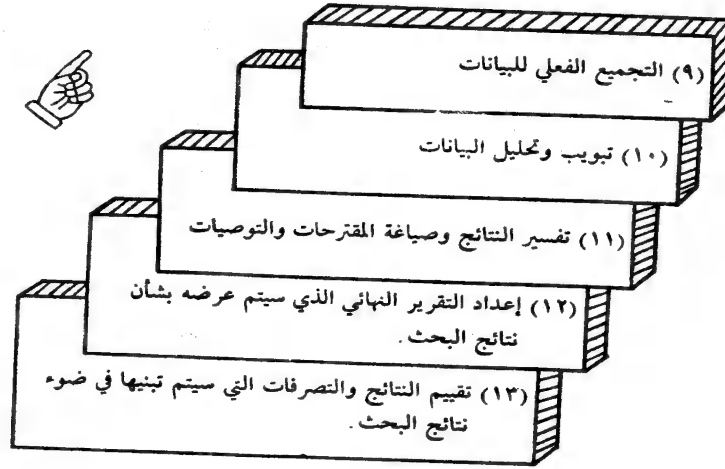 (٩) التجميع الفعلي للبيانات
(١٠) تبويب وتحليل البيانات
(١١) تفسير النتائج وصياغة المقترحات والتوصيات
(١٢) إعداد التقرير النهائي الذي سيتم عرضه بشأن
نتائج البحث.
(١٣) تقييم النتائج والتصرفات التي سيتم تبنيها في ضوء
نتائج البحث.